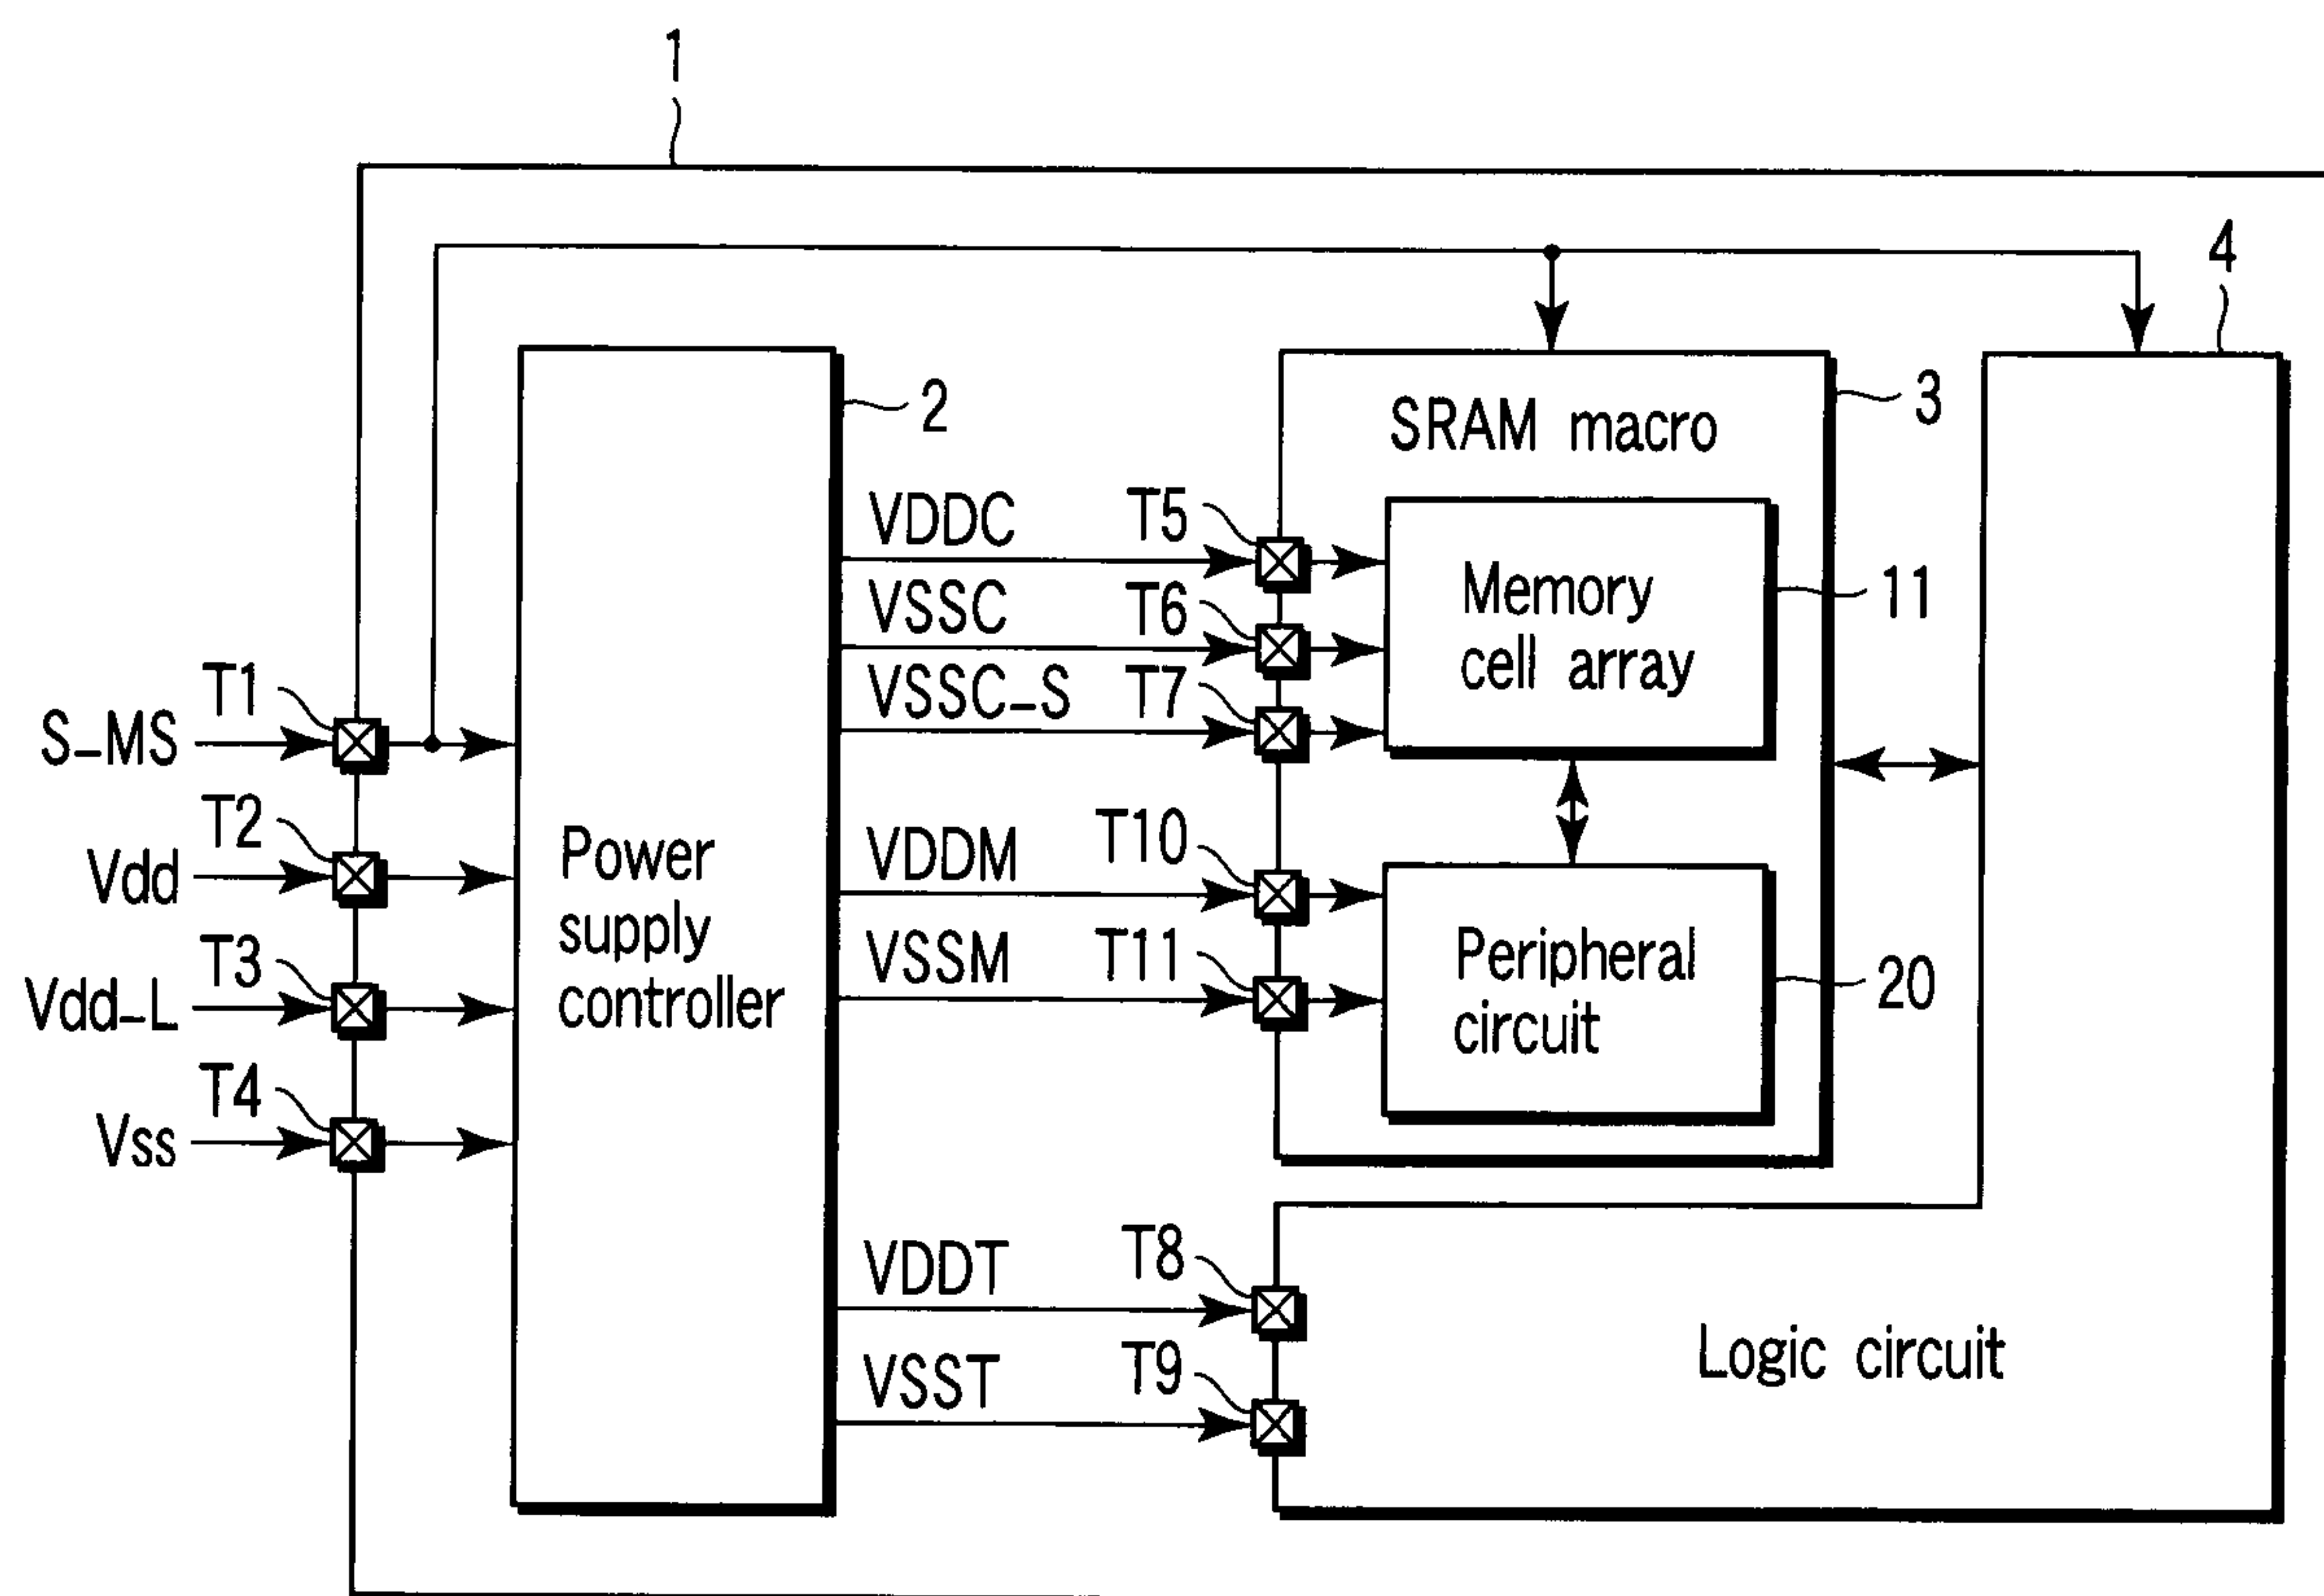 1
4
2
3
SRAM macro
VDDC
T5
Memory
cell array
11
VSSC
T6
VSSC-S
T7
T1
S-MS
T2
Vdd
T3
Vdd-L
T4
Vss
Power
supply
controller
VDDM
T10
VSSM
T11
Peripheral
circuit
20
VDDT
T8
VSST
T9
Logic circuit